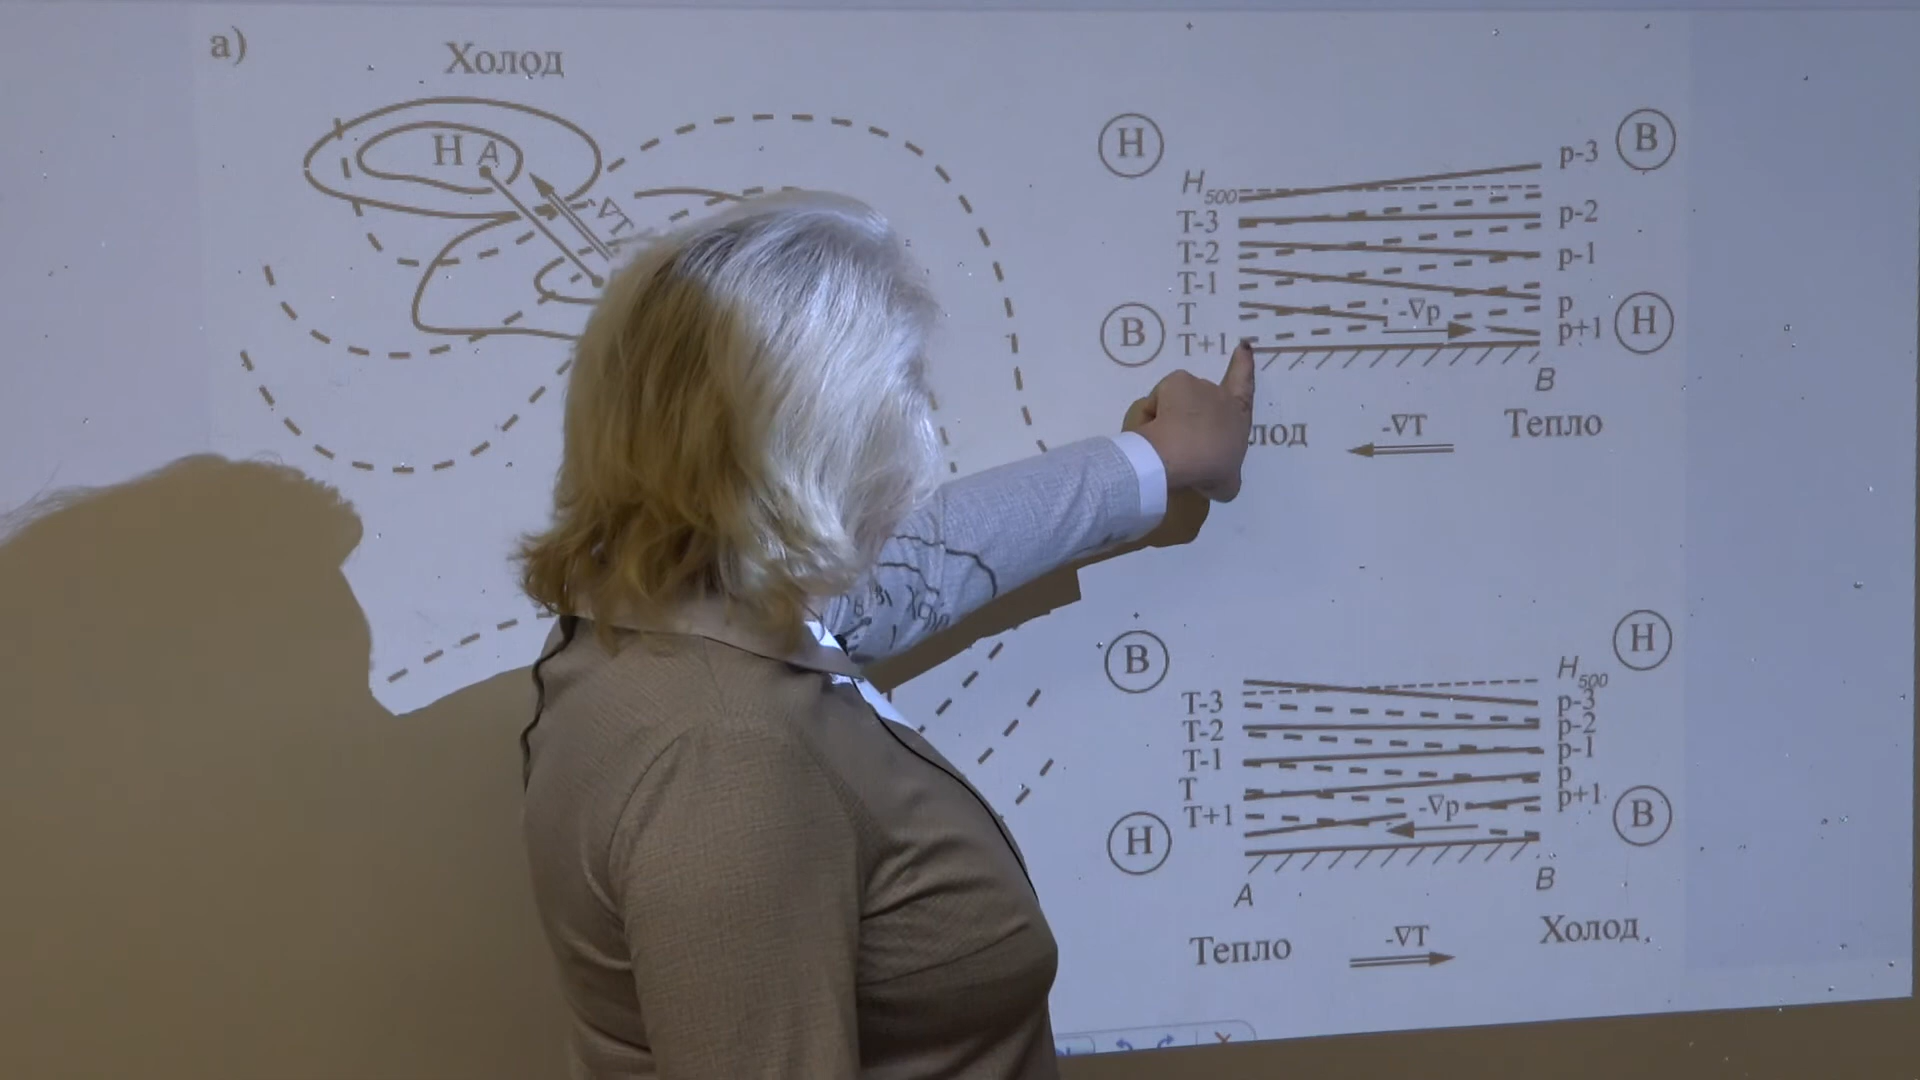 а)
Холод
Н А
-∇T
Н
В
H500
p-3
T-3
p-2
T-2
p-1
T-1
T
p
-∇p
В
T+1
p+1
Н
В
лод
-∇T
Тепло
В
Н
H500
T-3
p-3
T-2
p-2
T-1
p-1
T
p
T+1
-∇p
p+1
Н
В
А
В
Тепло
-∇T
Холод